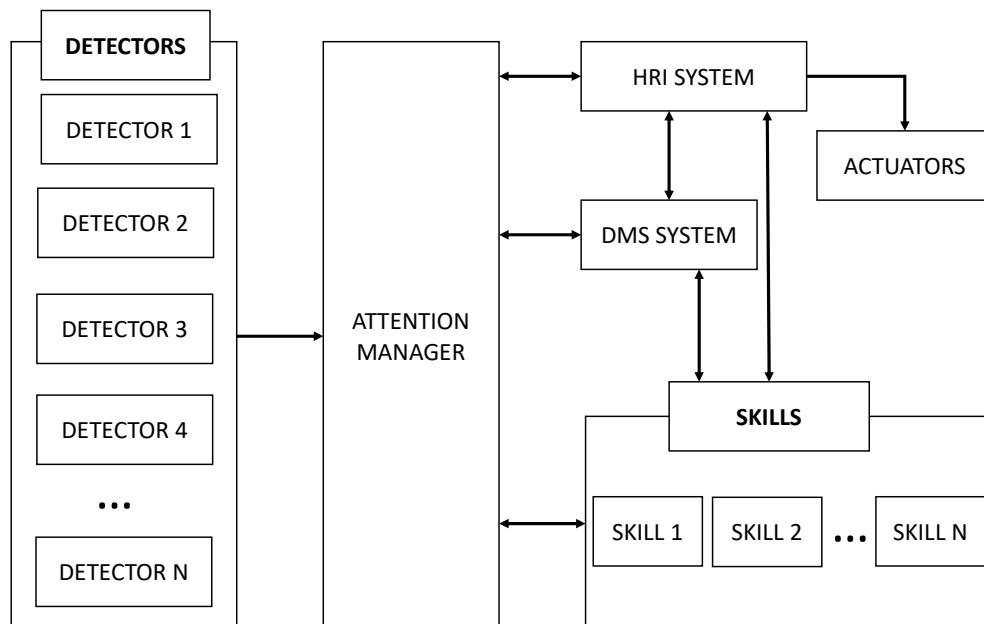 DETECTORS
DETECTOR 1
DETECTOR 2
DETECTOR 3
DETECTOR 4
...
DETECTOR N
ATTENTION
MANAGER
HRI SYSTEM
ACTUATORS
DMS SYSTEM
SKILLS
SKILL 1
SKILL 2
...
SKILL N